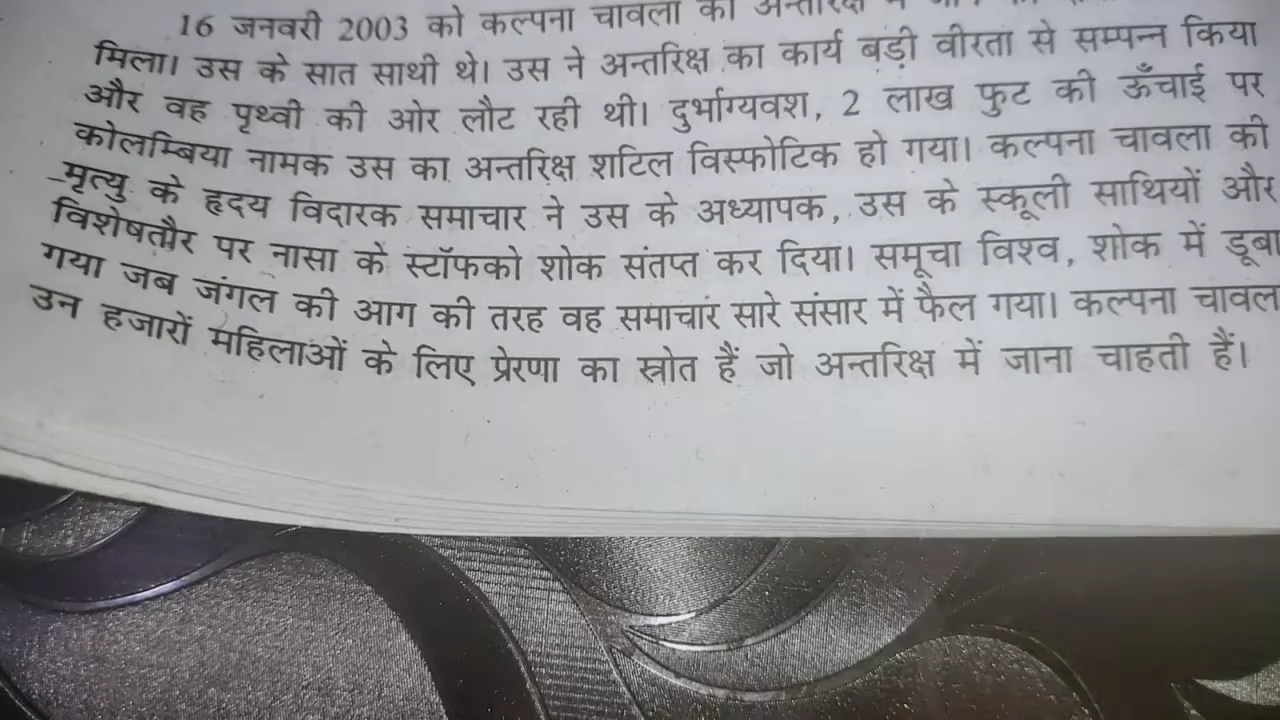 16 जनवरी 2003 को कल्पना चावला को अन्तरिक्ष में
मिला। उस के सात साथी थे। उस ने अन्तरिक्ष का कार्य बड़ी वीरता से सम्पन्न किया
और वह पृथ्वी की ओर लौट रही थी। दुर्भाग्यवश, 2 लाख फुट की ऊँचाई पर
कोलम्बिया नामक उस का अन्तरिक्ष शटिल विस्फोटिक हो गया। कल्पना चावला की
मृत्यु के हृदय विदारक समाचार ने उस के अध्यापक, उस के स्कूली साथियों और
विशेषतौर पर नासा के स्टॉफको शोक संतप्त कर दिया। समूचा विश्व, शोक में डूबा
गया जब जंगल की आग की तरह वह समाचार सारे संसार में फैल गया। कल्पना चावल
उन हजारों महिलाओं के लिए प्रेरणा का स्रोत हैं जो अन्तरिक्ष में जाना चाहती हैं।